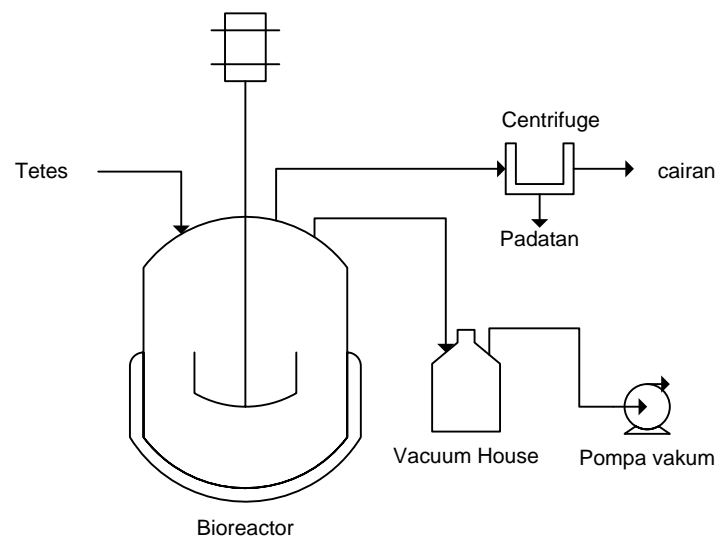 Centrifuge
Tetes
cairan
Padatan
Vacuum House
Pompa vakum
Bioreactor